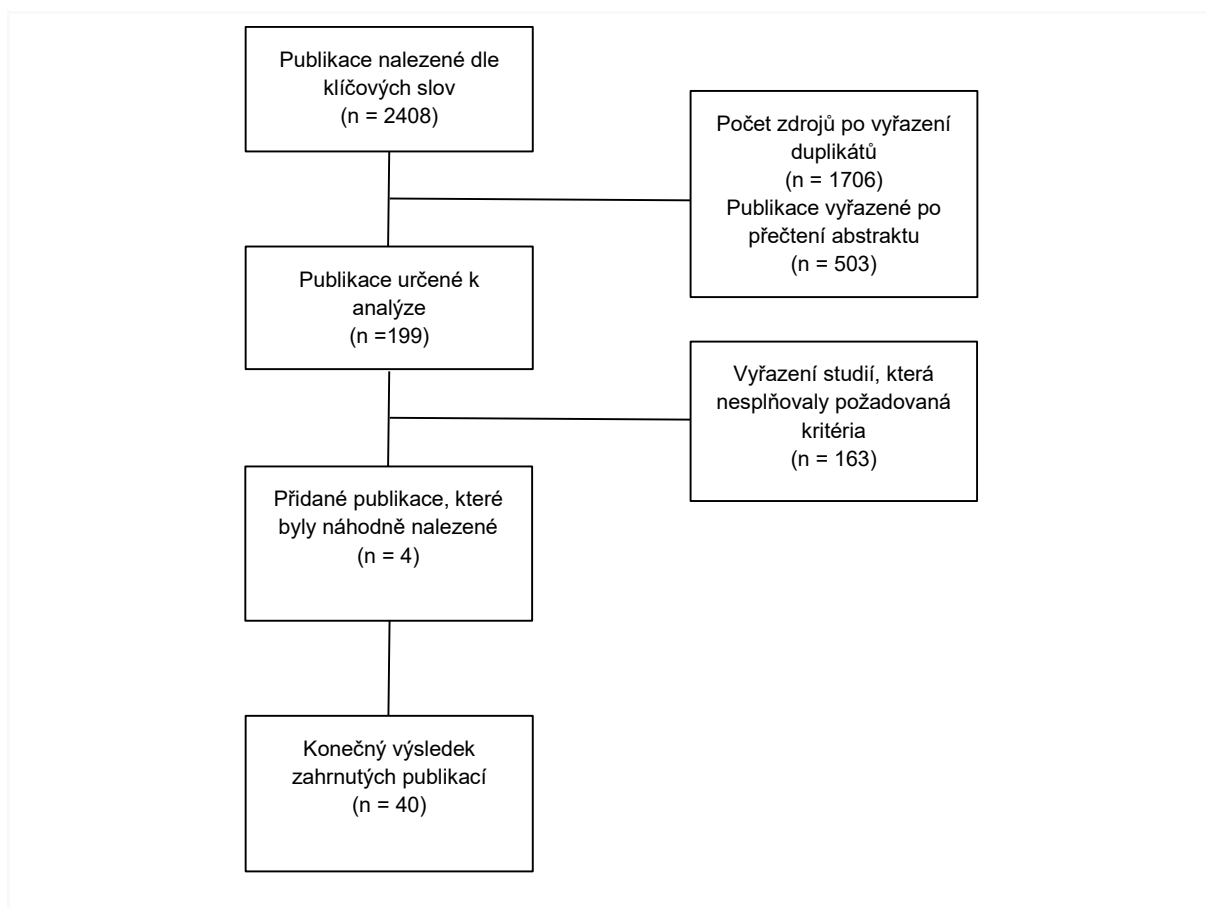 Publikace nalezené dle
klíčových slov
(n = 2408)
Počet zdrojů po vyřazení
duplikátů
(n = 1706)
Publikace vyřazené po
přečtení abstraktu
(n = 503)
Publikace určené k
analýze
(n =199)
Vyřazení studií, která
nesplňovaly požadovaná
kritéria
(n = 163)
Přidané publikace, které
byly náhodně nalezené
(n = 4)
Konečný výsledek
zahrnutých publikací
(n = 40)